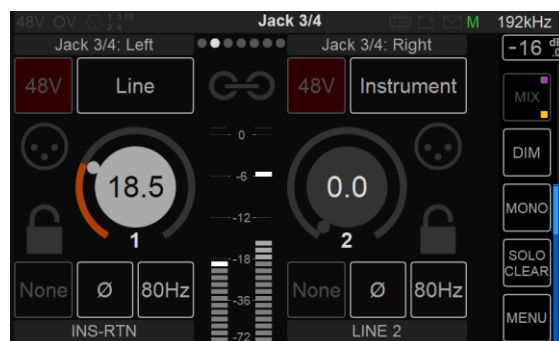 48V OV Jack 3/4 M 192kHz
Jack 3/4: Left Jack 3/4: Right -16
48V Line 48V Instrument
MIX
0
DIM
-6
18.5 0.0
-12
MONO
1 2
-18
SOLO
CLEAR
None Ø 80Hz None Ø 80Hz
-36
MENU
INS-RTN LINE 2
-72